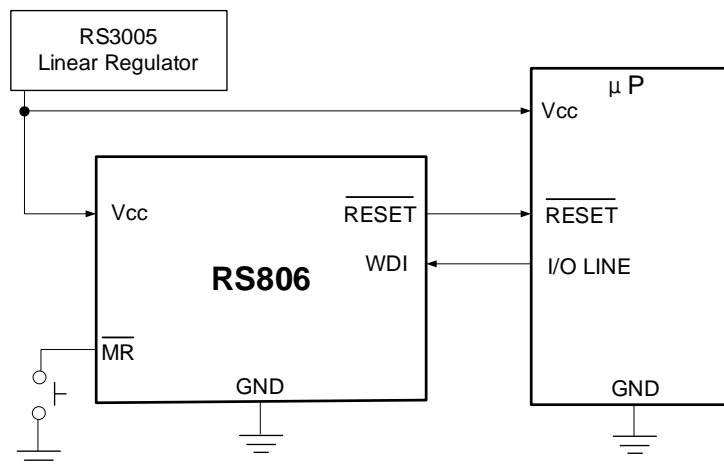 RS3005
Linear Regulator
μ P
Vcc
Vcc
RESET
RESET
WDI
I/O LINE
RS806
MR
GND
GND